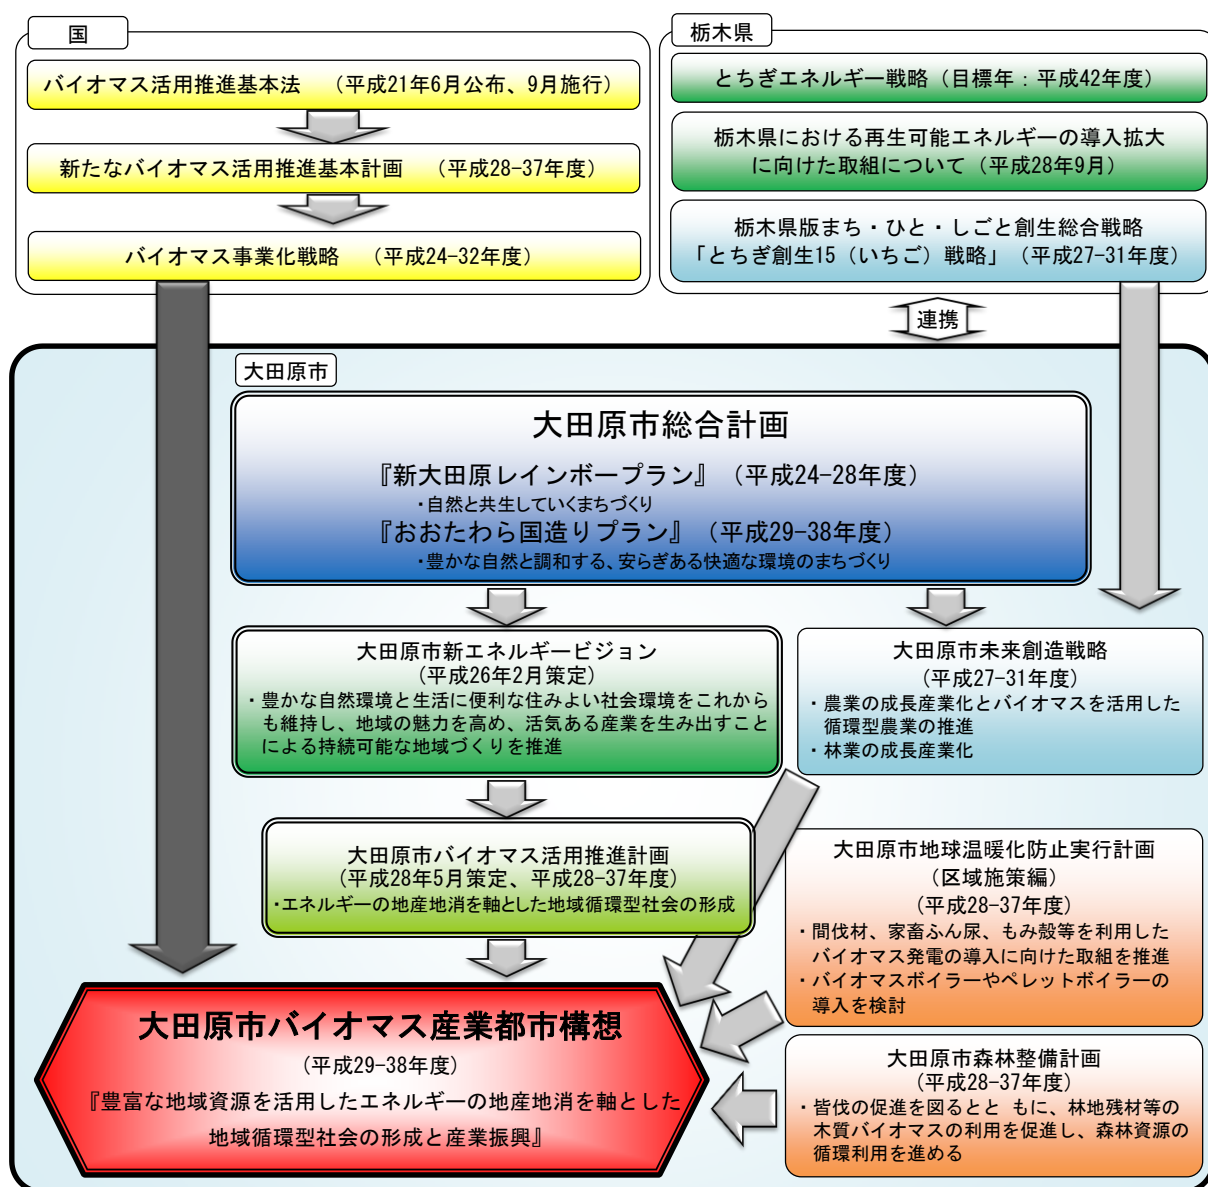 国
バイオマス活用推進基本法　（平成21年6月公布、9月施行）
新たなバイオマス活用推進基本計画　（平成28-37年度）
バイオマス事業化戦略　（平成24-32年度）
栃木県
とちぎエネルギー戦略（目標年：平成42年度）
栃木県における再生可能エネルギーの導入拡大
に向けた取組について（平成28年9月）
栃木県版まち・ひと・しごと創生総合戦略
「とちぎ創生15（いちご）戦略」（平成27-31年度）
連携
大田原市
大田原市総合計画
『新大田原レインボープラン』（平成24-28年度）
・自然と共生していくまちづくり
『おおたわら国造りプラン』（平成29-38年度）
・豊かな自然と調和する、安らぎある快適な環境のまちづくり
大田原市新エネルギービジョン
（平成26年2月策定）
・豊かな自然環境と生活に便利な住みよい社会環境をこれから
も維持し、地域の魅力を高め、活気ある産業を生み出すこと
による持続可能な地域づくりを推進
大田原市未来創造戦略
（平成27-31年度）
・農業の成長産業化とバイオマスを活用した
循環型農業の推進
・林業の成長産業化
大田原市バイオマス活用推進計画
（平成28年5月策定、平成28-37年度）
・エネルギーの地産地消を軸とした地域循環型社会の形成
大田原市地球温暖化防止実行計画
（区域施策編）
（平成28-37年度）
・間伐材、家畜ふん尿、もみ殻等を利用した
バイオマス発電の導入に向けた取組を推進
・バイオマスボイラーやペレットボイラーの
導入を検討
大田原市バイオマス産業都市構想
（平成29-38年度）
『豊富な地域資源を活用したエネルギーの地産地消を軸とした
地域循環型社会の形成と産業振興』
大田原市森林整備計画
（平成28-37年度）
・皆伐の促進を図るとと もに、林地残材等の
木質バイオマスの利用を促進し、森林資源の
循環利用を進める